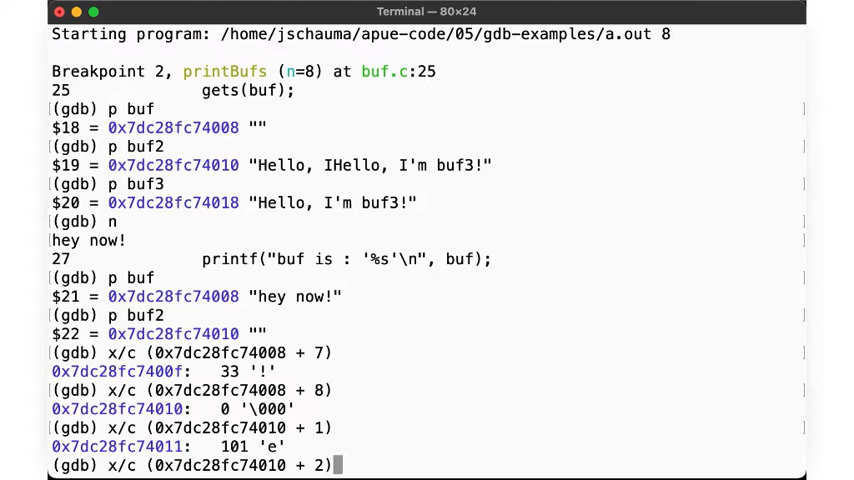 Terminal — 80×24
Starting program: /home/jschauma/apue-code/05/gdb-examples/a.out 8
Breakpoint 2, printBufs (n=8) at buf.c:25
25 gets(buf);
(gdb) p buf
$18 = 0x7dc28fc74008 ""
(gdb) p buf2
$19 = 0x7dc28fc74010 "Hello, IHello, I'm buf3!"
(gdb) p buf3
$20 = 0x7dc28fc74018 "Hello, I'm buf3!"
(gdb) n
hey now!
27 printf("buf is : '%s'\n", buf);
(gdb) p buf
$21 = 0x7dc28fc74008 "hey now!"
(gdb) p buf2
$22 = 0x7dc28fc74010 ""
(gdb) x/c (0x7dc28fc74008 + 7)
0x7dc28fc7400f: 33 '!'
(gdb) x/c (0x7dc28fc74008 + 8)
0x7dc28fc74010: 0 '\000'
(gdb) x/c (0x7dc28fc74010 + 1)
0x7dc28fc74011: 101 'e'
(gdb) x/c (0x7dc28fc74010 + 2)